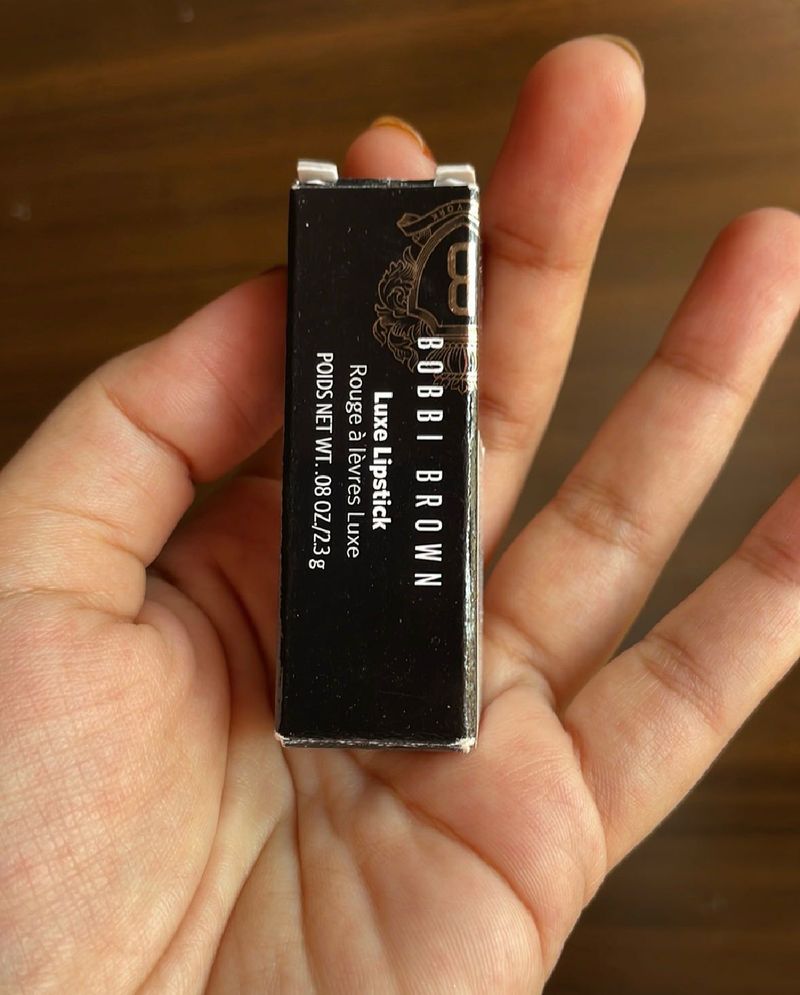 BOBBI BROWN
Luxe Lipstick
Rouge à lèvres Luxe
POIDS NET WT. .08 OZ./2.3 g